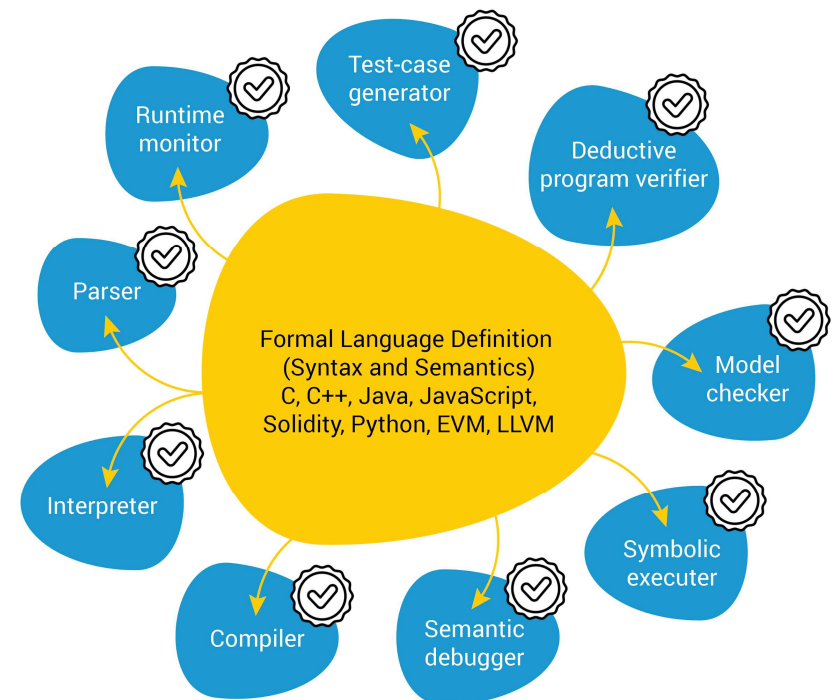 Test-case
generator
Runtime
monitor
Deductive
program verifier
Parser
Formal Language Definition
(Syntax and Semantics)
C, C++, Java, JavaScript,
Solidity, Python, EVM, LLVM
Model
checker
Interpreter
Symbolic
executer
Compiler
Semantic
debugger